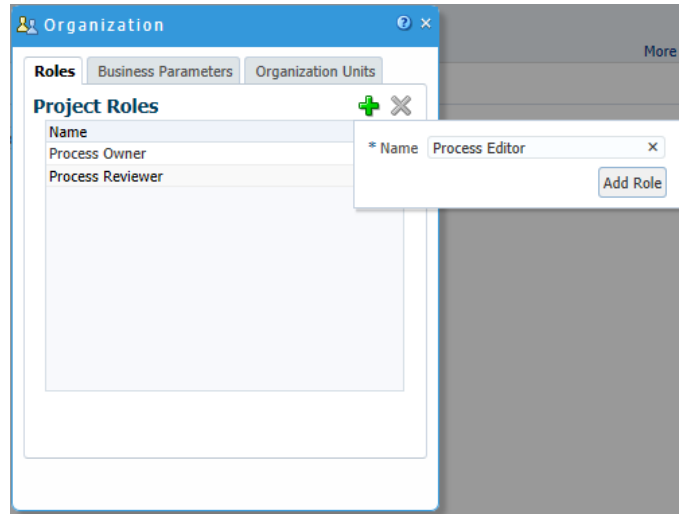 Organization
More
Roles Business Parameters Organization Units
Project Roles
Name
Process Owner
Process Reviewer
* Name Process Editor
Add Role